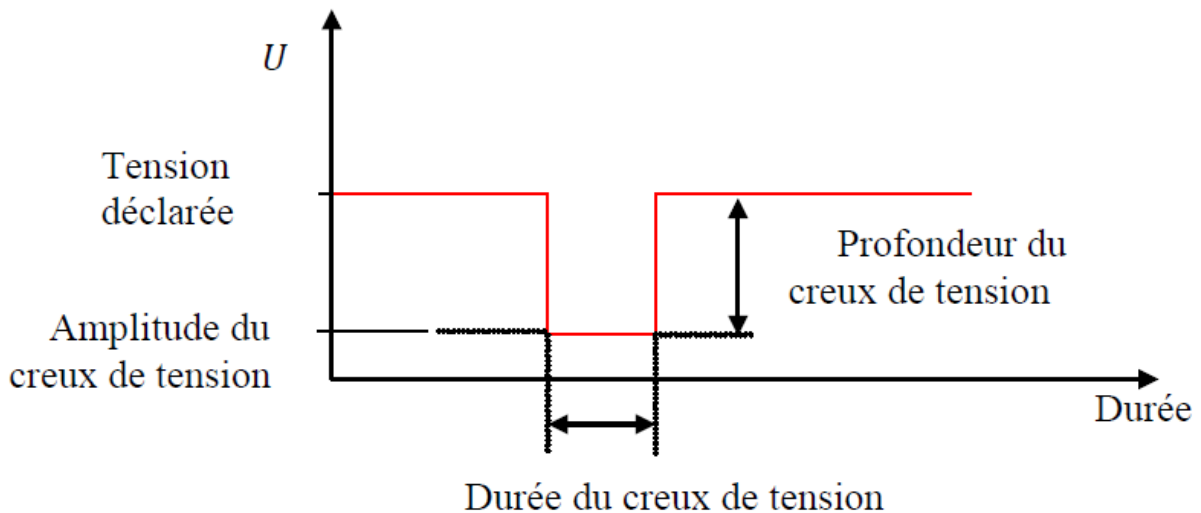 U
Tension
déclarée
Profondeur du
creux de tension
Amplitude du
creux de tension
Durée
Durée du creux de tension